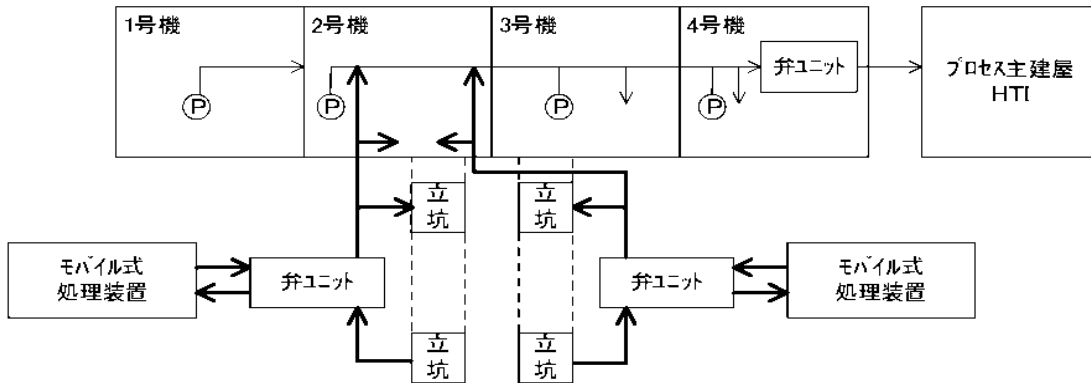 1号機
2号機
3号機
4号機
P
P
P
P
弁ユニット
プロセス主建屋
HTI
立
坑
立
坑
モバイル式
処理装置
弁ユニット
弁ユニット
モバイル式
処理装置
立
坑
立
坑